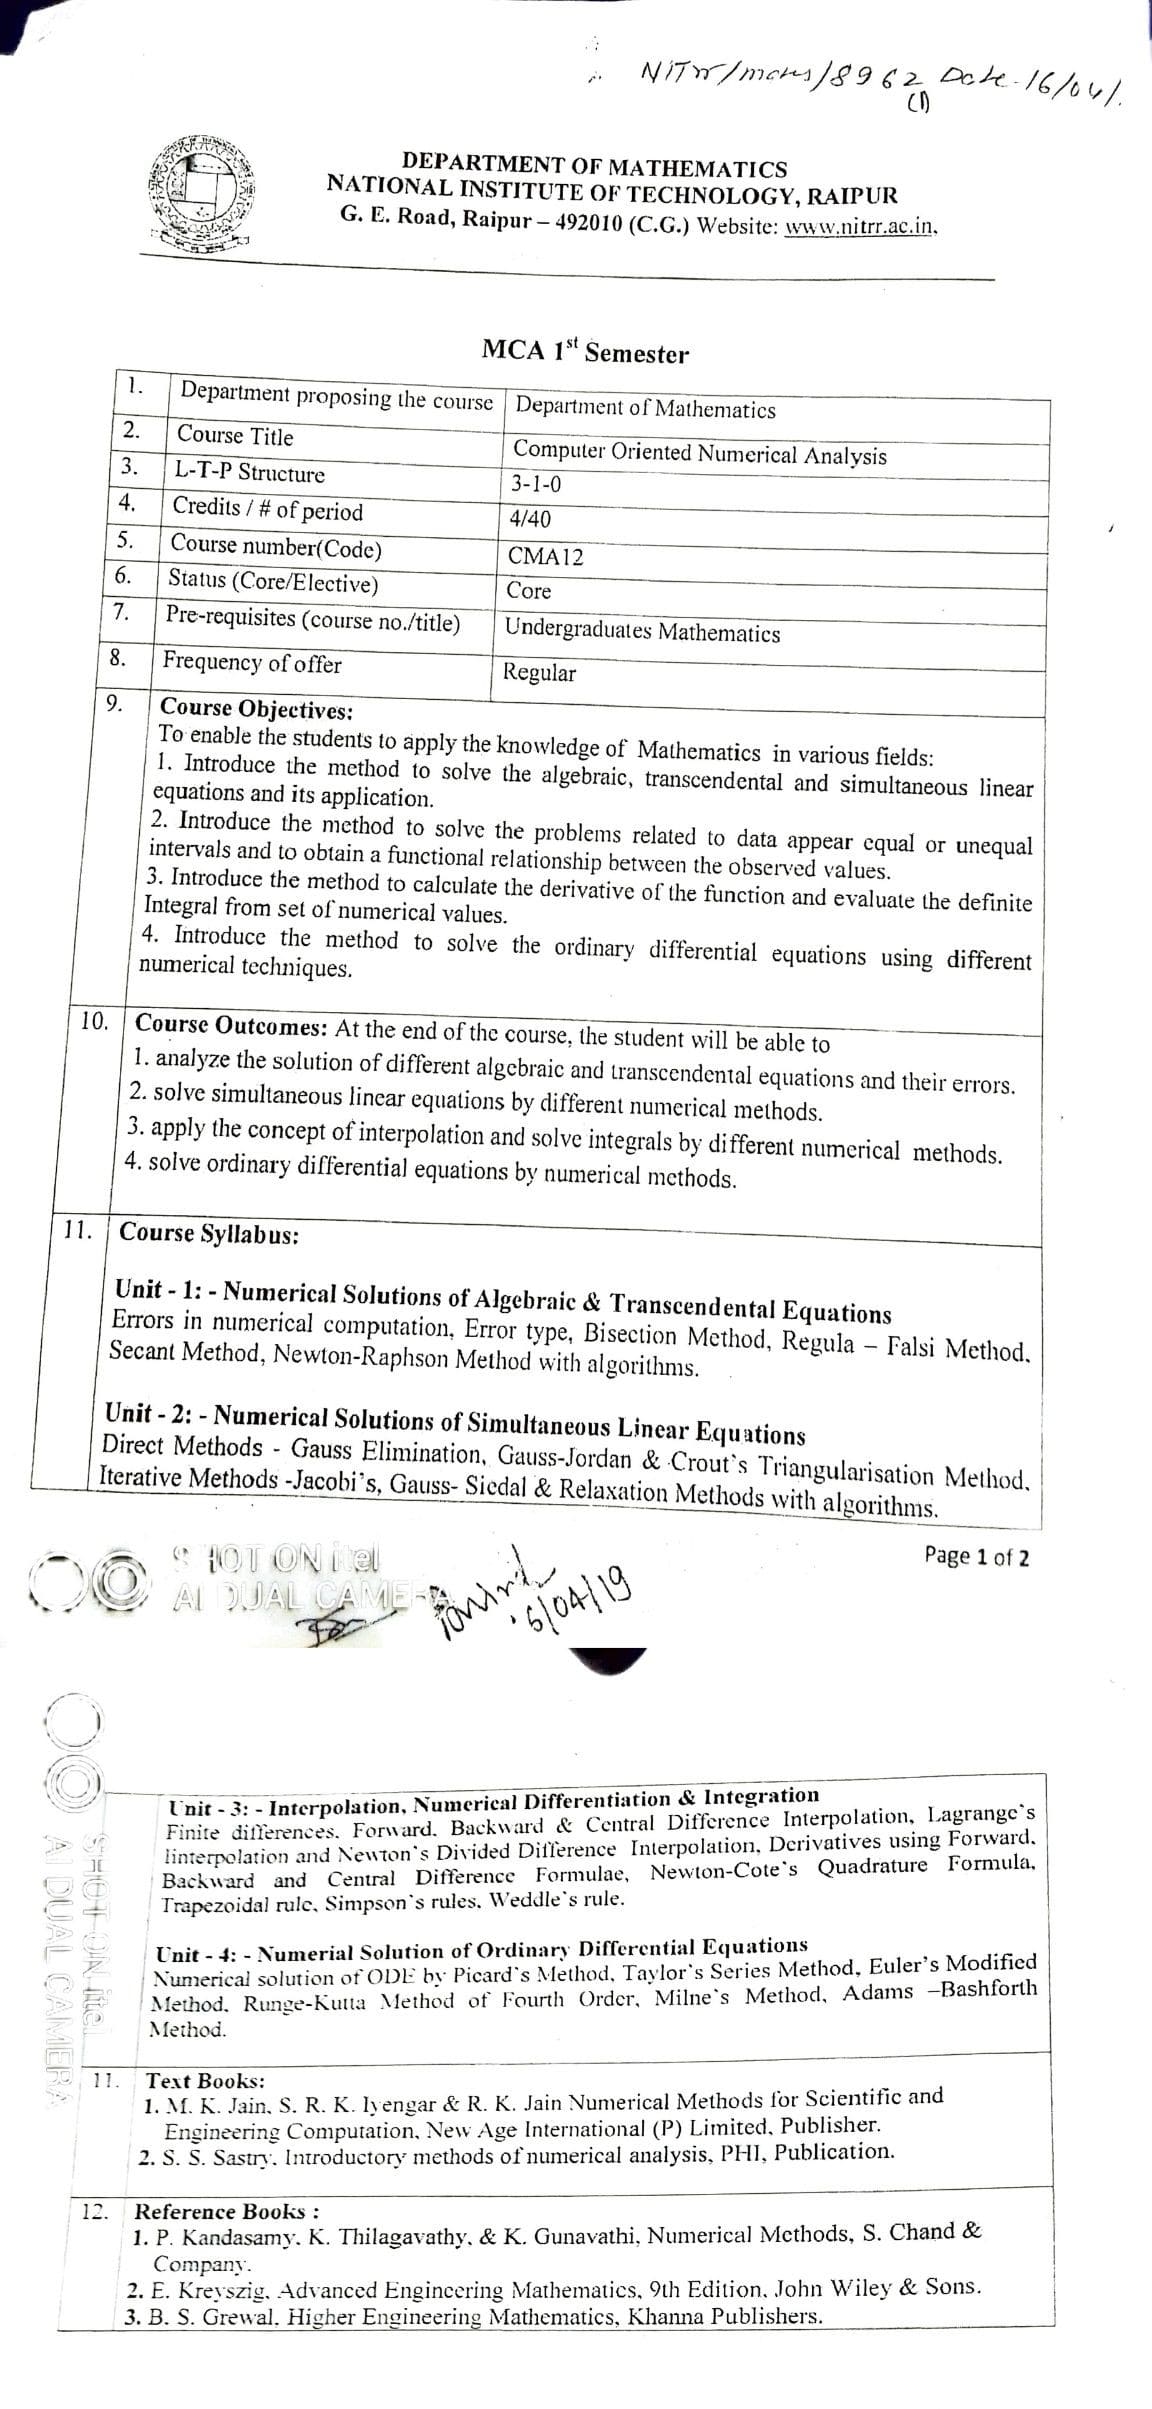 NITrr/maths/8962 Date-16/04/.
(1)
DEPARTMENT OF MATHEMATICS
NATIONAL INSTITUTE OF TECHNOLOGY, RAIPUR
G. E. Road, Raipur – 492010 (C.G.) Website: www.nitrr.ac.in.
MCA 1st Semester
1. Department proposing the course Department of Mathematics
2. Course Title Computer Oriented Numerical Analysis
3. L-T-P Structure 3-1-0
4. Credits / # of period 4/40
5. Course number(Code) CMA12
6. Status (Core/Elective) Core
7. Pre-requisites (course no./title) Undergraduates Mathematics
8. Frequency of offer Regular
9. Course Objectives:
To enable the students to apply the knowledge of Mathematics in various fields:
1. Introduce the method to solve the algebraic, transcendental and simultaneous linear
equations and its application.
2. Introduce the method to solve the problems related to data appear equal or unequal
intervals and to obtain a functional relationship between the observed values.
3. Introduce the method to calculate the derivative of the function and evaluate the definite
Integral from set of numerical values.
4. Introduce the method to solve the ordinary differential equations using different
numerical techniques.
10. Course Outcomes: At the end of the course, the student will be able to
1. analyze the solution of different algebraic and transcendental equations and their errors.
2. solve simultaneous linear equations by different numerical methods.
3. apply the concept of interpolation and solve integrals by different numerical methods.
4. solve ordinary differential equations by numerical methods.
11. Course Syllabus:
Unit - 1: - Numerical Solutions of Algebraic & Transcendental Equations
Errors in numerical computation, Error type, Bisection Method, Regula – Falsi Method.
Secant Method, Newton-Raphson Method with algorithms.
Unit - 2: - Numerical Solutions of Simultaneous Linear Equations
Direct Methods - Gauss Elimination, Gauss-Jordan & Crout's Triangularisation Method.
Iterative Methods -Jacobi's, Gauss- Siedal & Relaxation Methods with algorithms.
Page 1 of 2
SHOT ON itel
AI DUAL CAMERA
16/04/19
SHOT ON itel
AI DUAL CAMERA
Unit - 3: - Interpolation, Numerical Differentiation & Integration
Finite differences. Forward. Backward & Central Difference Interpolation, Lagrange's
Iinterpolation and Newton's Divided Difference Interpolation, Derivatives using Forward.
Backward and Central Difference Formulae, Newton-Cote's Quadrature Formula,
Trapezoidal rule, Simpson's rules. Weddle's rule.
Unit - 4: - Numerial Solution of Ordinary Differential Equations
Numerical solution of ODE by Picard's Method, Taylor's Series Method, Euler's Modified
Method. Runge-Kutta Method of Fourth Order, Milne's Method, Adams –Bashforth
Method.
11. Text Books:
1. M. K. Jain, S. R. K. Iyengar & R. K. Jain Numerical Methods for Scientific and
Engineering Computation, New Age International (P) Limited, Publisher.
2. S. S. Sastry. Introductory methods of numerical analysis, PHI, Publication.
12. Reference Books :
1. P. Kandasamy. K. Thilagavathy, & K. Gunavathi, Numerical Methods, S. Chand &
Company.
2. E. Kreyszig. Advanced Engineering Mathematics, 9th Edition. John Wiley & Sons.
3. B. S. Grewal. Higher Engineering Mathematics, Khanna Publishers.